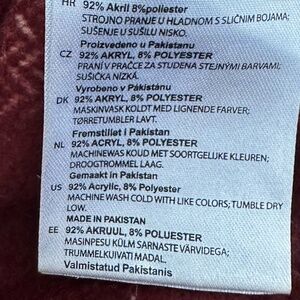 HR 92% Akril 8%poliester
STROJNO PRANJE U HLADNOM S SLIČNIM BOJAMA;
SUŠENJE U SUŠILU NISKO.
Proizvedeno u Pakistanu
CZ 92% AKRYL, 8% POLYESTER
PRANÍ V PRAČCE ZA STUDENA STEJNÝMI BARVAMI;
SUŠIČKA NÍZKÁ.
Vyrobeno v Pákistánu
DK 92% AKRYL, 8% POLYESTER
MASKINVASK KOLDT MED LIGNENDE FARVER;
TØRRETUMBLER LAVT.
Fremstillet i Pakistan
NL 92% ACRYL, 8% POLYESTER
MACHINEWAS KOUD MET SOORTGELIJKE KLEUREN;
DROOGTROMMEL LAAG.
Gemaakt in Pakistan
US 92% Acrylic, 8% Polyester
MACHINE WASH COLD WITH LIKE COLORS; TUMBLE DRY
LOW.
MADE IN PAKISTAN
EE 92% AKRUUL, 8% POLUESTER
MASINPESU KÜLM SARNASTE VÄRVIDEGA;
TRUMMELKUIVATI MADAL.
Valmistatud Pakistanis